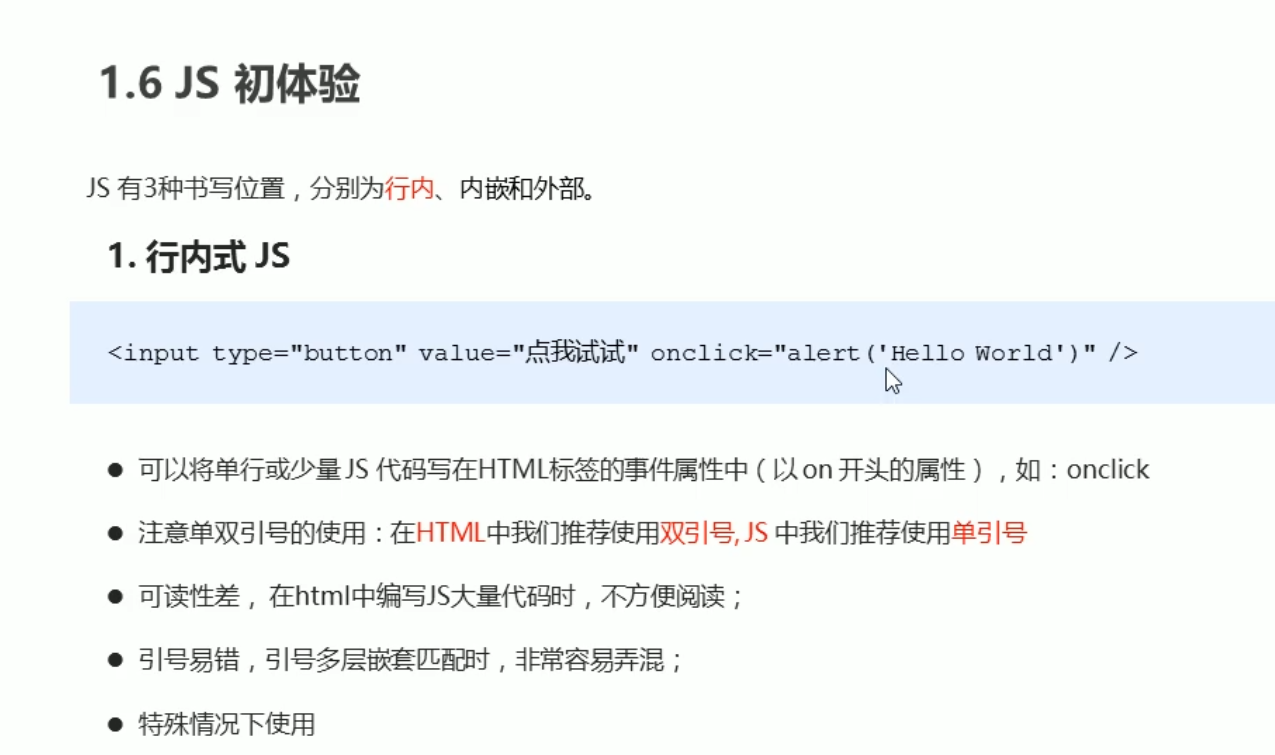 1.6 JS 初体验
JS 有3种书写位置，分别为行内、内嵌和外部。
1. 行内式 JS
<input type="button" value="点我试试" onclick="alert('Hello World')" />
● 可以将单行或少量 JS 代码写在HTML标签的事件属性中（以 on 开头的属性），如：onclick
● 注意单双引号的使用：在HTML中我们推荐使用双引号, JS 中我们推荐使用单引号
● 可读性差， 在html中编写JS大量代码时，不方便阅读；
● 引号易错，引号多层嵌套匹配时，非常容易弄混；
● 特殊情况下使用